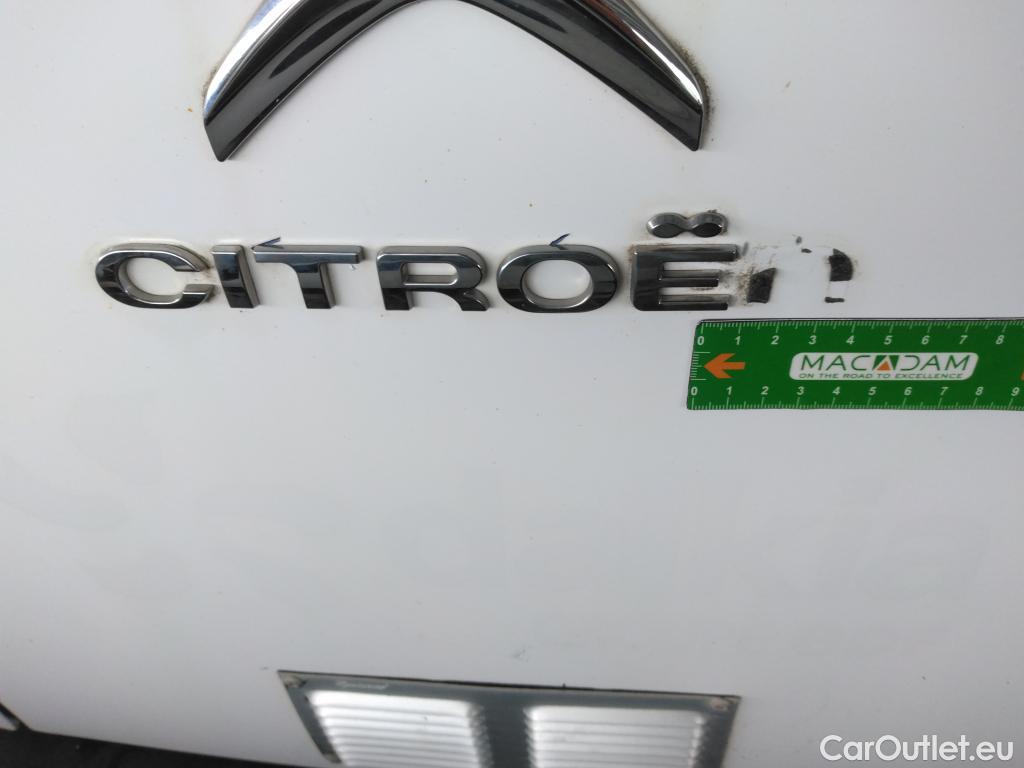 CITROË
0 1 2 3 4 5 6 7 8
MACADAM
ON THE ROAD TO EXCELLENCE
0 1 2 3 4 5 6 7 8 9
CarOutlet.eu